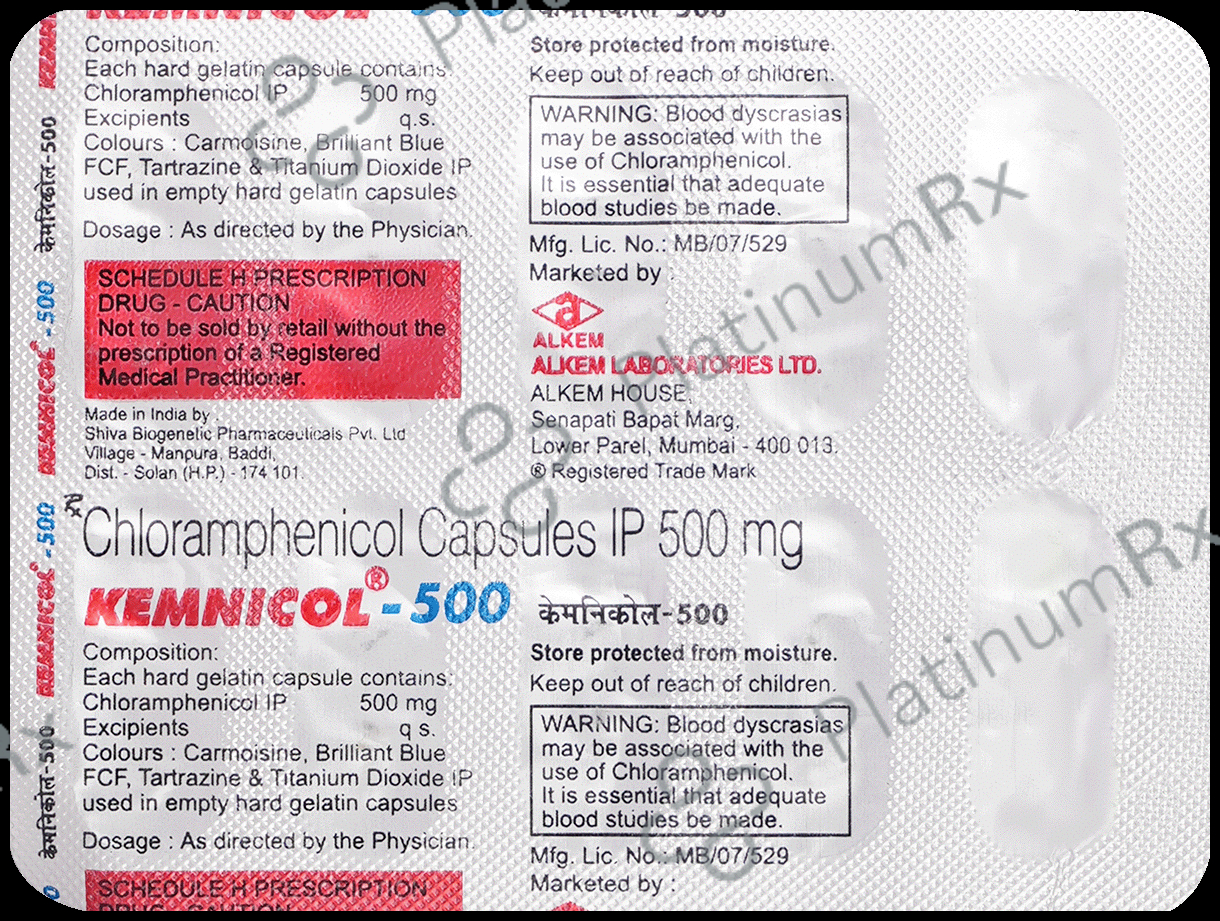 KEMNICOL - 500 केमनिकोल-500
Composition:
Each hard gelatin capsule contains:
Chloramphenicol IP 500 mg
Excipients q.s.
Colours : Carmoisine, Brilliant Blue
FCF, Tartrazine & Titanium Dioxide IP
used in empty hard gelatin capsules
Dosage : As directed by the Physician.
SCHEDULE H PRESCRIPTION
DRUG - CAUTION
Not to be sold by retail without the
prescription of a Registered
Medical Practitioner.
Made in India by :
Shiva Biogenetic Pharmaceuticals Pvt. Ltd
Village - Manpura, Baddi,
Dist. - Solan (H.P.) - 174 101.
Store protected from moisture.
Keep out of reach of children.
WARNING: Blood dyscrasias
may be associated with the
use of Chloramphenicol.
It is essential that adequate
blood studies be made.
Mfg. Lic. No.: MB/07/529
Marketed by :
a
ALKEM
ALKEM LABORATORIES LTD.
ALKEM HOUSE,
Senapati Bapat Marg,
Lower Parel, Mumbai - 400 013.
® Registered Trade Mark
Rx Chloramphenicol Capsules IP 500 mg
KEMNICOL® - 500 केमनिकोल-500
Composition:
Each hard gelatin capsule contains:
Chloramphenicol IP 500 mg
Excipients q s.
Colours : Carmoisine, Brilliant Blue
FCF, Tartrazine & Titanium Dioxide IP
used in empty hard gelatin capsules
Dosage : As directed by the Physician.
SCHEDULE H PRESCRIPTION
DRUG - CAUTION
Store protected from moisture.
Keep out of reach of children.
WARNING: Blood dyscrasias
may be associated with the
use of Chloramphenicol.
It is essential that adequate
blood studies be made.
Mfg. Lic. No.: MB/07/529
Marketed by :
KEMN
केमनिकोल-500
KEMNICOL® - 500
KEMNICOL® - 500
केमनिकोल-500
PlatinumRx
PlatinumRx
PlatinumRx